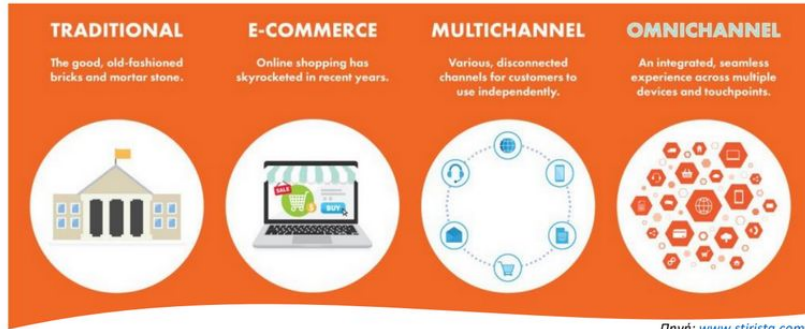 TRADITIONAL
The good, old-fashioned
bricks and mortar stone.
E-COMMERCE
Online shopping has
skyrocketed in recent years.
SALE
$
BUY
MULTICHANNEL
Various, disconnected
channels for customers to
use independently.
OMNICHANNEL
An integrated, seamless
experience across multiple
devices and touchpoints.
Πηγή: www.stirista.com